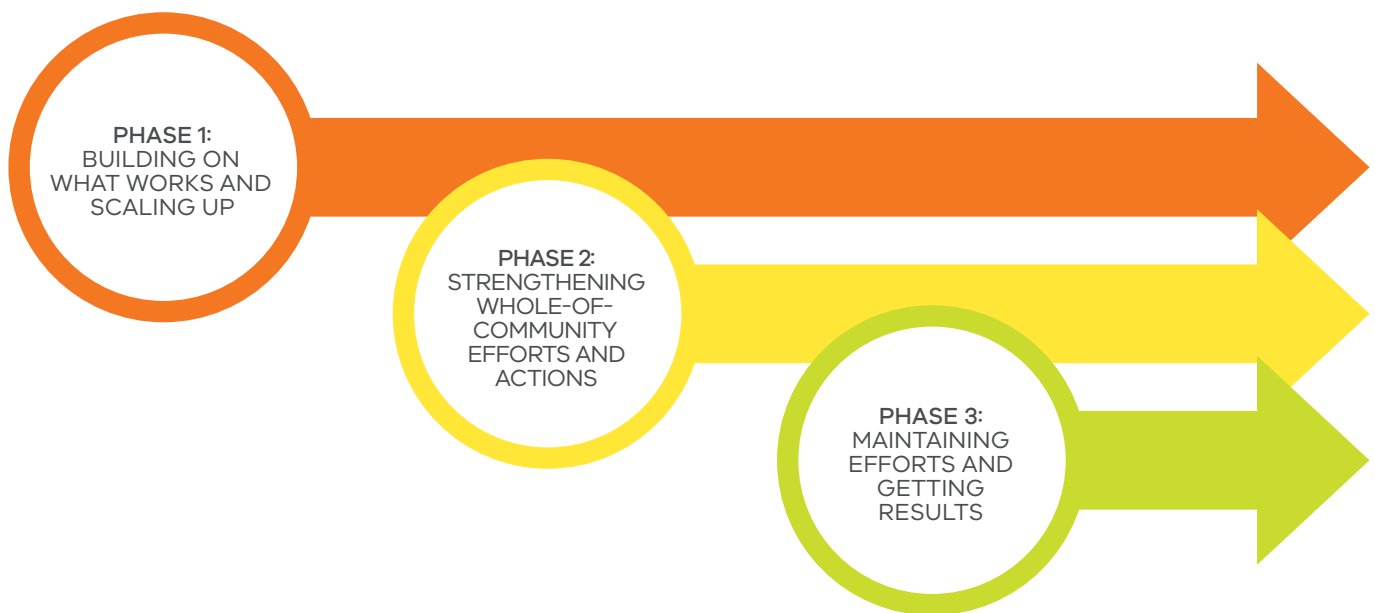 PHASE 1:
BUILDING ON
WHAT WORKS AND
SCALING UP
PHASE 2:
STRENGTHENING
WHOLE-OF-
COMMUNITY
EFFORTS AND
ACTIONS
PHASE 3:
MAINTAINING
EFFORTS AND
GETTING
RESULTS